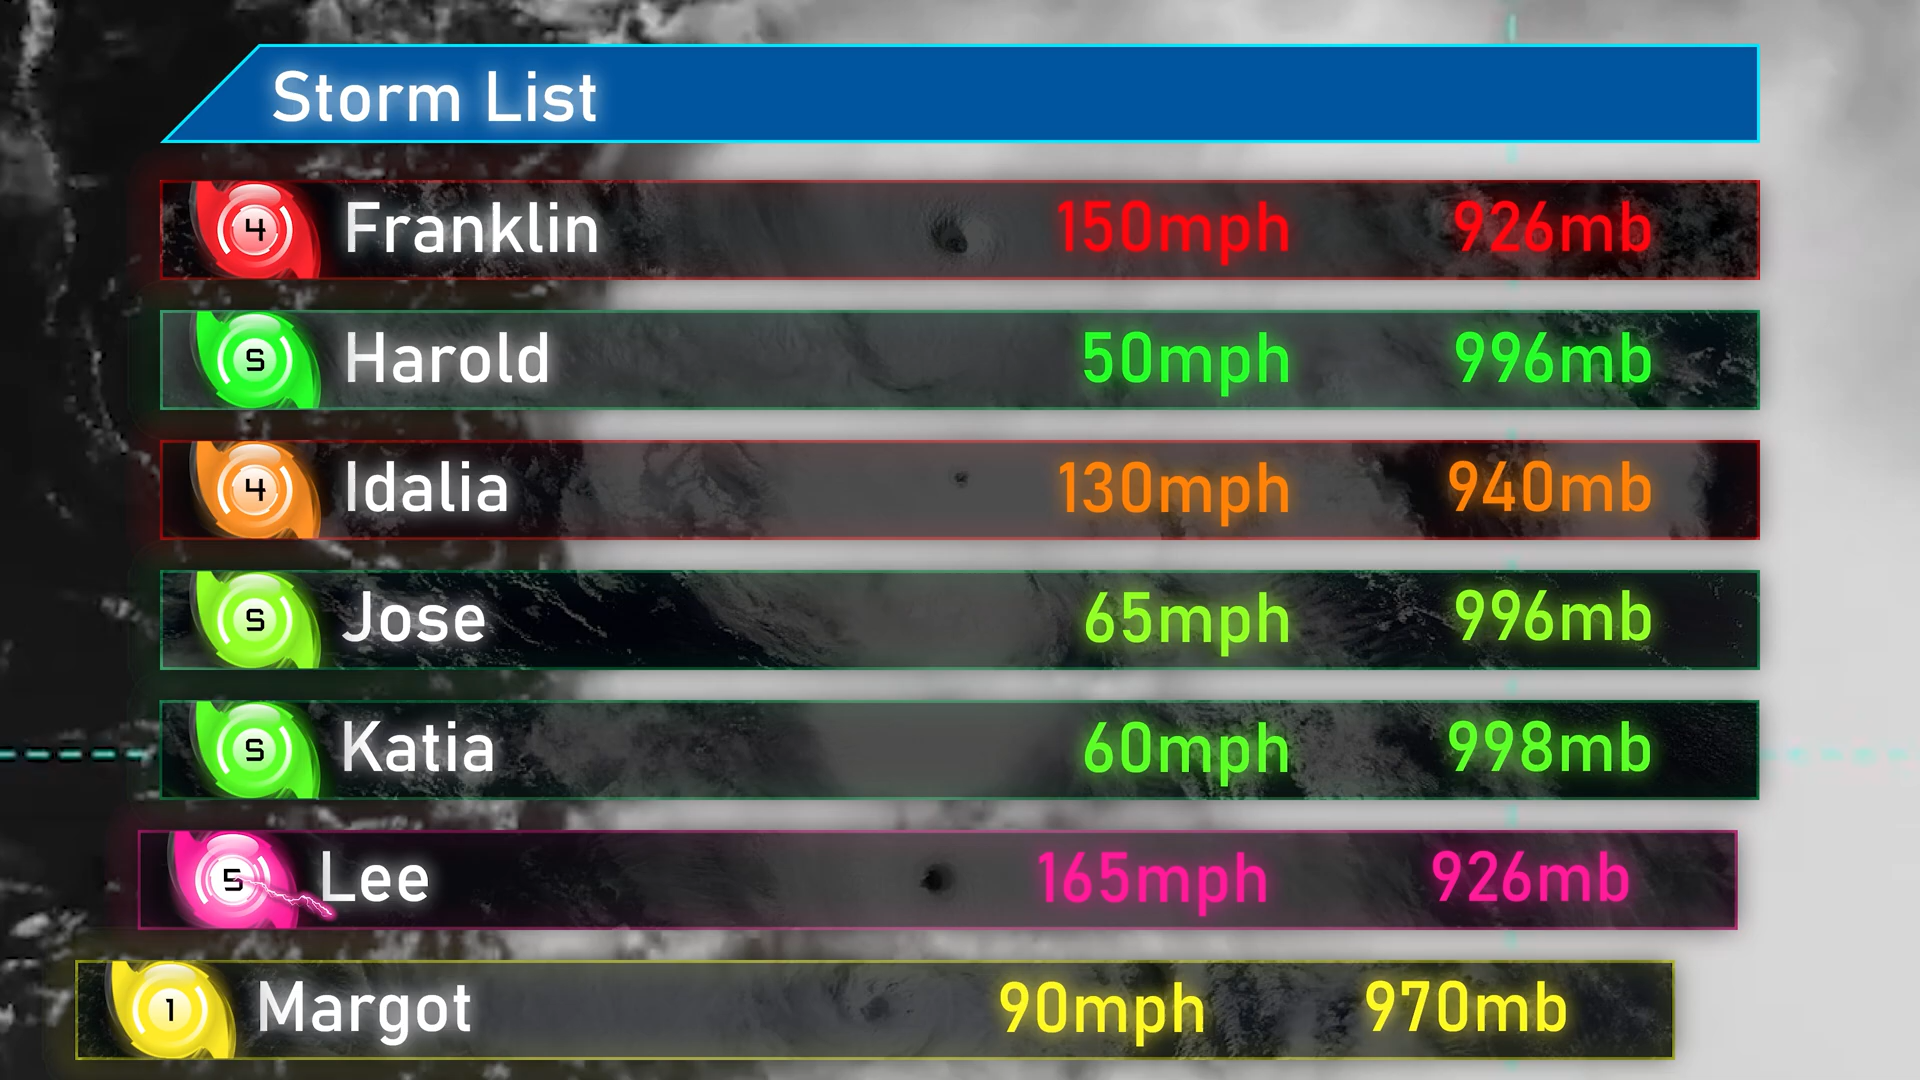 Storm List
4 Franklin 150mph 926mb
S Harold 50mph 996mb
4 Idalia 130mph 940mb
S Jose 65mph 996mb
S Katia 60mph 998mb
5 Lee 165mph 926mb
1 Margot 90mph 970mb